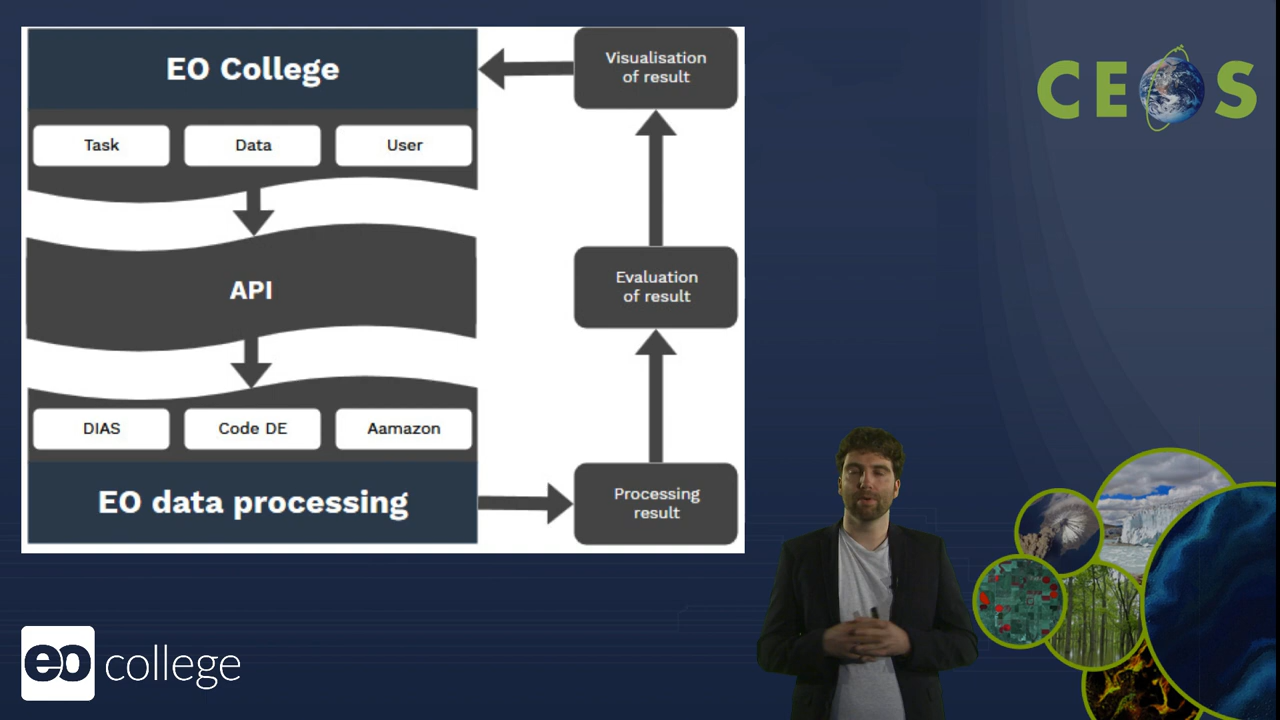 EO College
Task
Data
User
API
DIAS
Code DE
Aamazon
EO data processing
Visualisation
of result
Evaluation
of result
Processing
result
CEOS
eo college